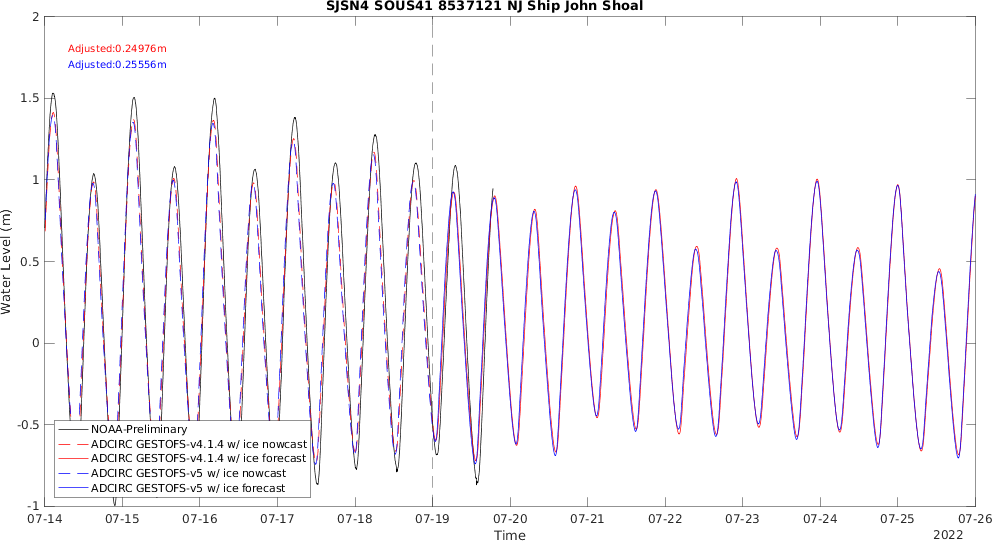 SJSN4 SOUS41 8537121 NJ Ship John Shoal
Adjusted:0.24976m
Adjusted:0.25556m
2
1.5
1
0.5
0
-0.5
-1
Water Level (m)
NOAA-Preliminary
ADCIRC GESTOFS-v4.1.4 w/ ice nowcast
ADCIRC GESTOFS-v4.1.4 w/ ice forecast
ADCIRC GESTOFS-v5 w/ ice nowcast
ADCIRC GESTOFS-v5 w/ ice forecast
07-14 07-15 07-16 07-17 07-18 07-19 07-20 07-21 07-22 07-23 07-24 07-25 07-26
Time
2022